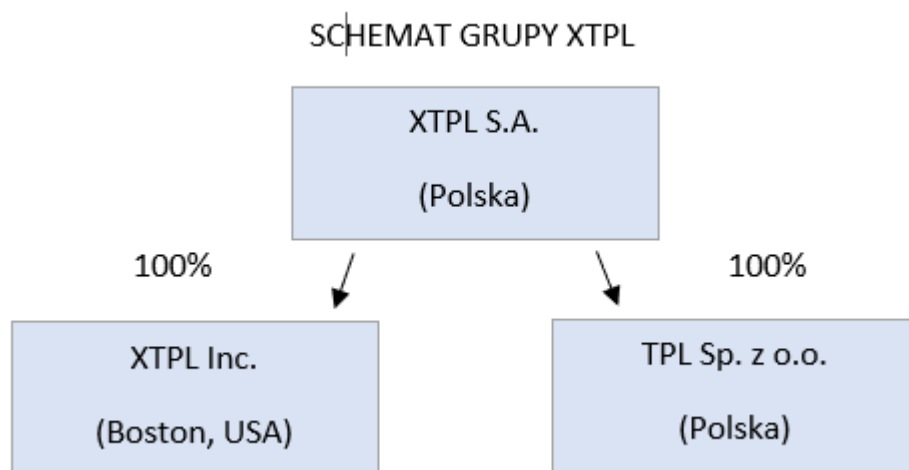 SCHEMAT GRUPY XTPL
XTPL S.A.
(Polska)
100%
100%
XTPL Inc.
(Boston, USA)
TPL Sp. z o.o.
(Polska)